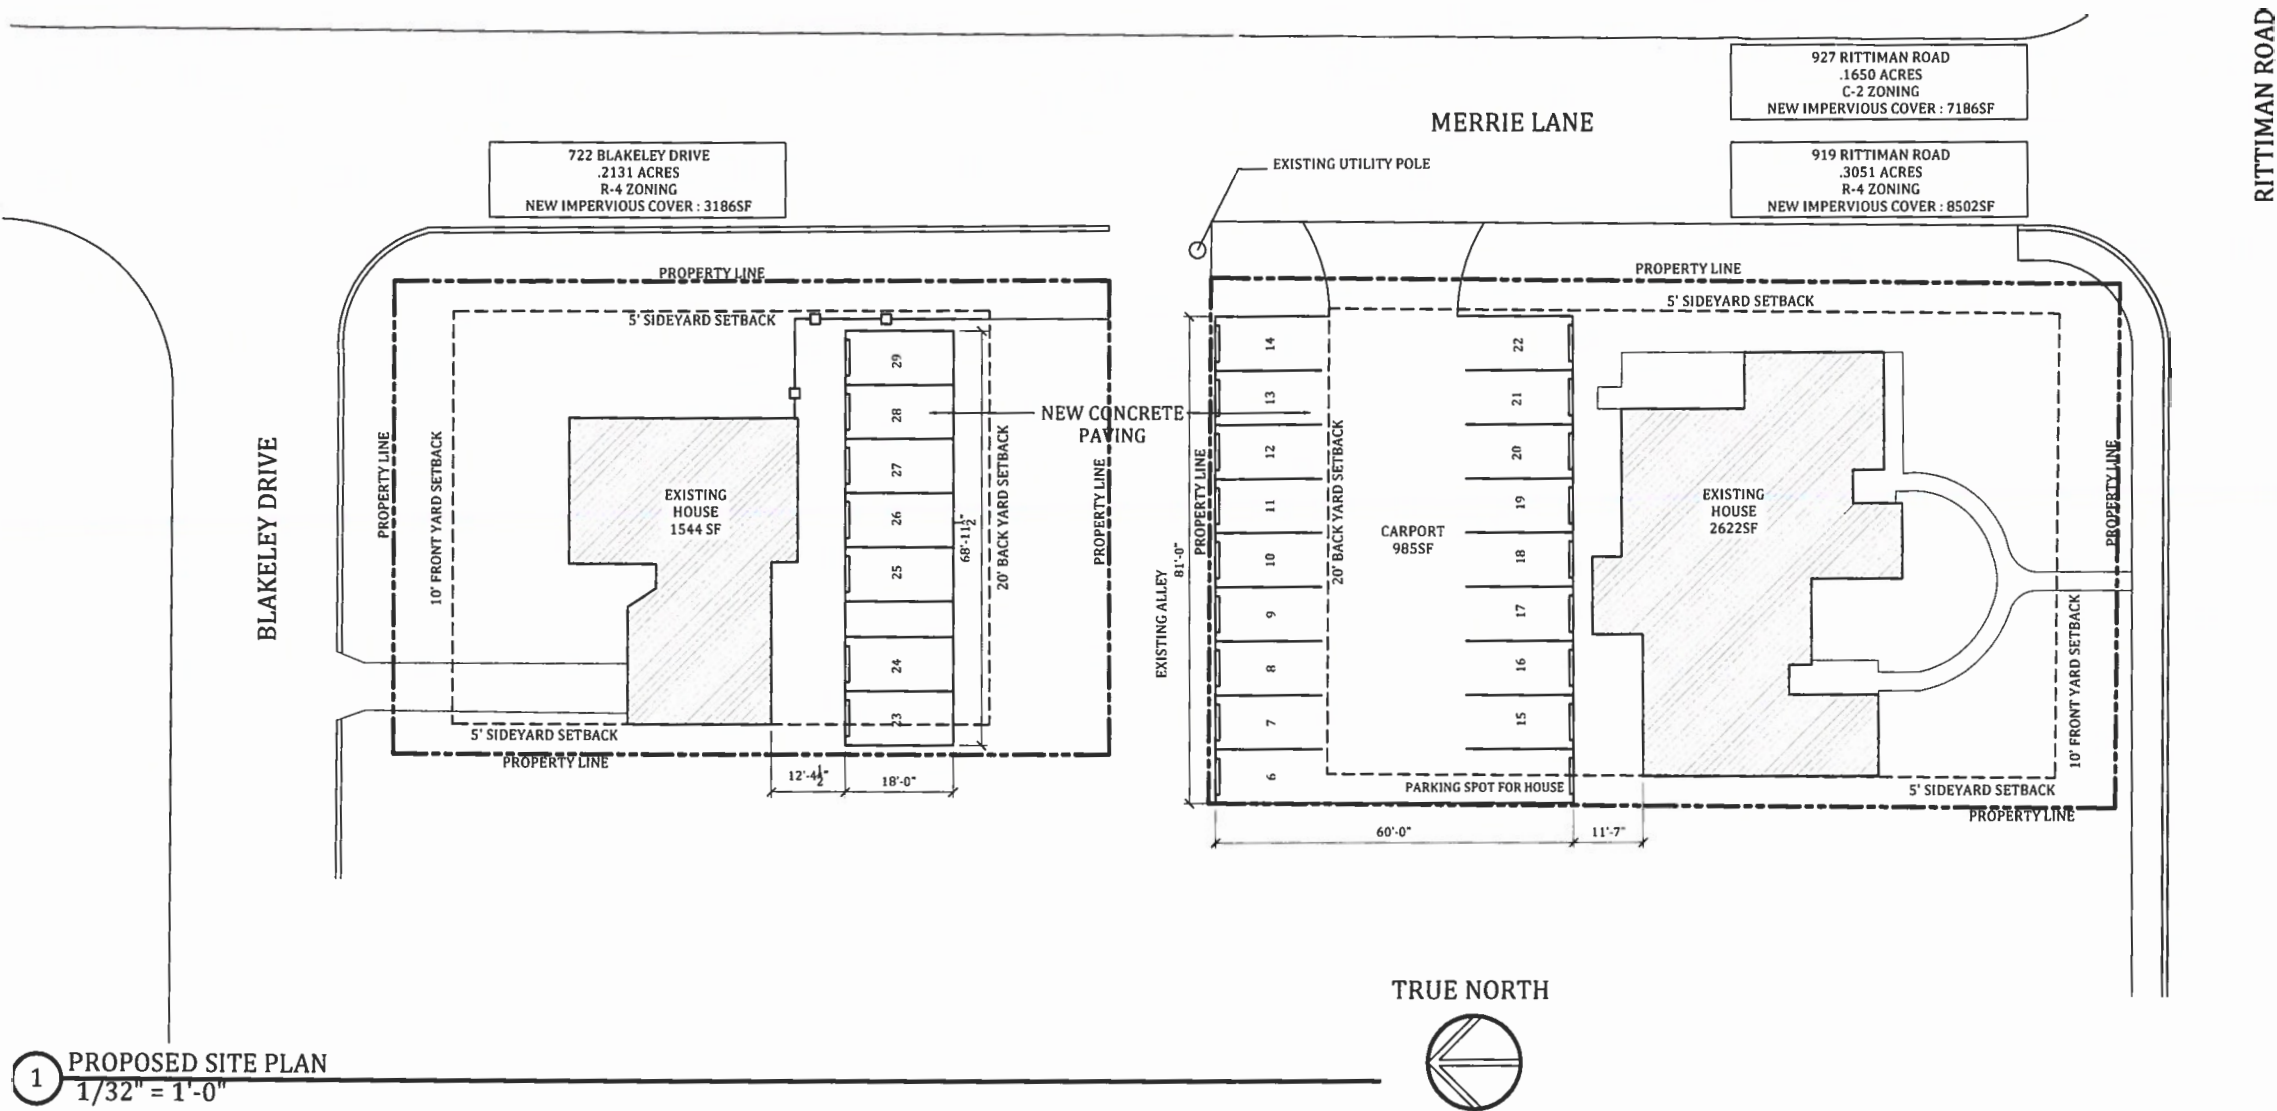 RITTIMAN ROAD
927 RITTIMAN ROAD
.1650 ACRES
C-2 ZONING
NEW IMPERVIOUS COVER : 7186SF
MERRIE LANE
722 BLAKELEY DRIVE
.2131 ACRES
R-4 ZONING
NEW IMPERVIOUS COVER : 3186SF
EXISTING UTILITY POLE
919 RITTIMAN ROAD
.3051 ACRES
R-4 ZONING
NEW IMPERVIOUS COVER : 8502SF
PROPERTY LINE
5' SIDEYARD SETBACK
BLAKELEY DRIVE
PROPERTY LINE
10' FRONT YARD SETBACK
EXISTING
HOUSE
1544 SF
29
28
27
26
25
24
23
68'-11 1/2"
20' BACK YARD SETBACK
NEW CONCRETE
PAVING
PROPERTY LINE
5' SIDEYARD SETBACK
PROPERTY LINE
12'-4 1/2"
18'-0"
PROPERTY LINE
5' SIDEYARD SETBACK
EXISTING ALLEY
81'-0"
PROPERTY LINE
14
13
12
11
10
9
8
7
6
20' BACK YARD SETBACK
CARPORT
985SF
22
21
20
19
18
17
16
15
PARKING SPOT FOR HOUSE
EXISTING
HOUSE
2622SF
PROPERTY LINE
10' FRONT YARD SETBACK
5' SIDEYARD SETBACK
PROPERTY LINE
60'-0"
11'-7"
TRUE NORTH
1
PROPOSED SITE PLAN
1/32" = 1'-0"